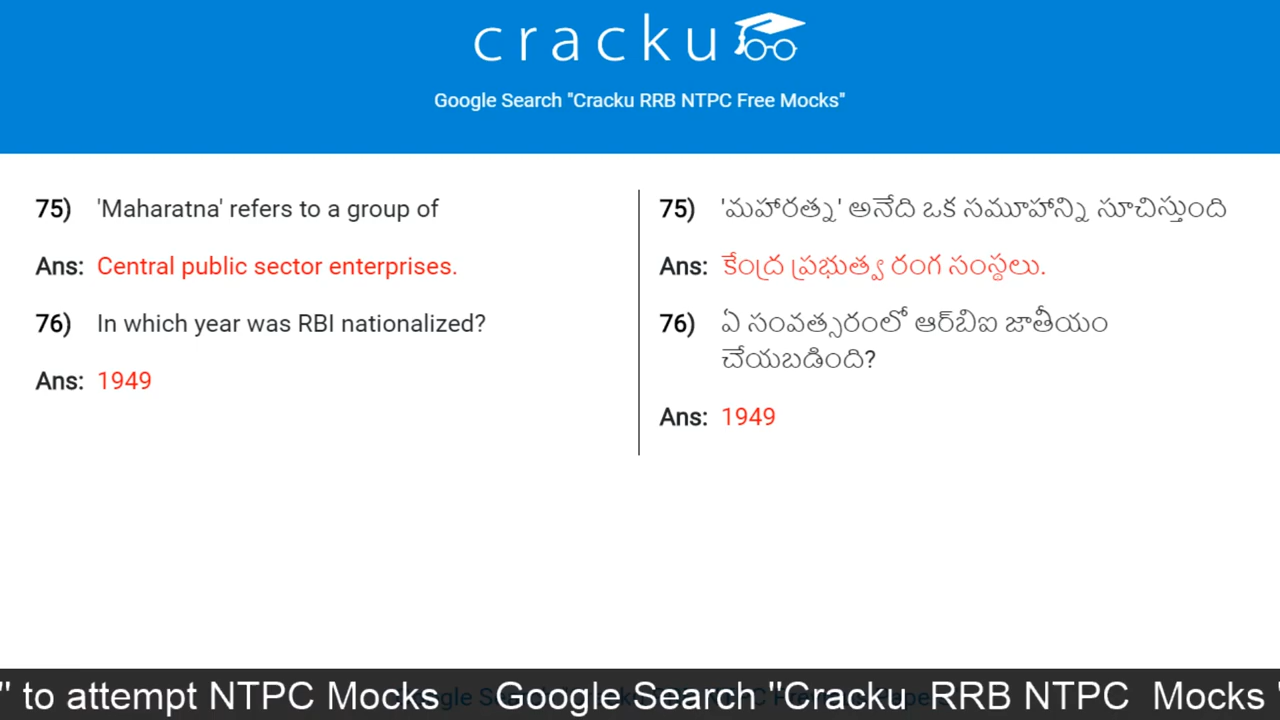 cracku
Google Search "Cracku RRB NTPC Free Mocks"
75) 'Maharatna' refers to a group of
Ans: Central public sector enterprises.
76) In which year was RBI nationalized?
Ans: 1949
75) 'మహారత్న' అనేది ఒక సమూహాన్ని సూచిస్తుంది
Ans: కేంద్ర ప్రభుత్వ రంగ సంస్థలు.
76) ఏ సంవత్సరంలో ఆర్‌బిఐ జాతీయం
చేయబడింది?
Ans: 1949
" to attempt NTPC Mocks Google Search "Cracku RRB NTPC Mocks "